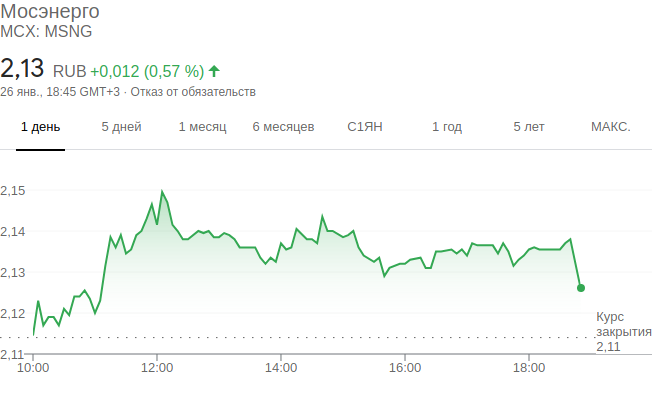 Мосэнерго
MCX: MSNG
2,13 RUB +0,012 (0,57 %)
26 янв., 18:45 GMT+3 · Отказ от обязательств
1 день 5 дней 1 месяц 6 месяцев С1ЯН 1 год 5 лет МАКС.
2,15
2,14
2,13
2,12
2,11
Курс
закрытия
2,11
10:00 12:00 14:00 16:00 18:00